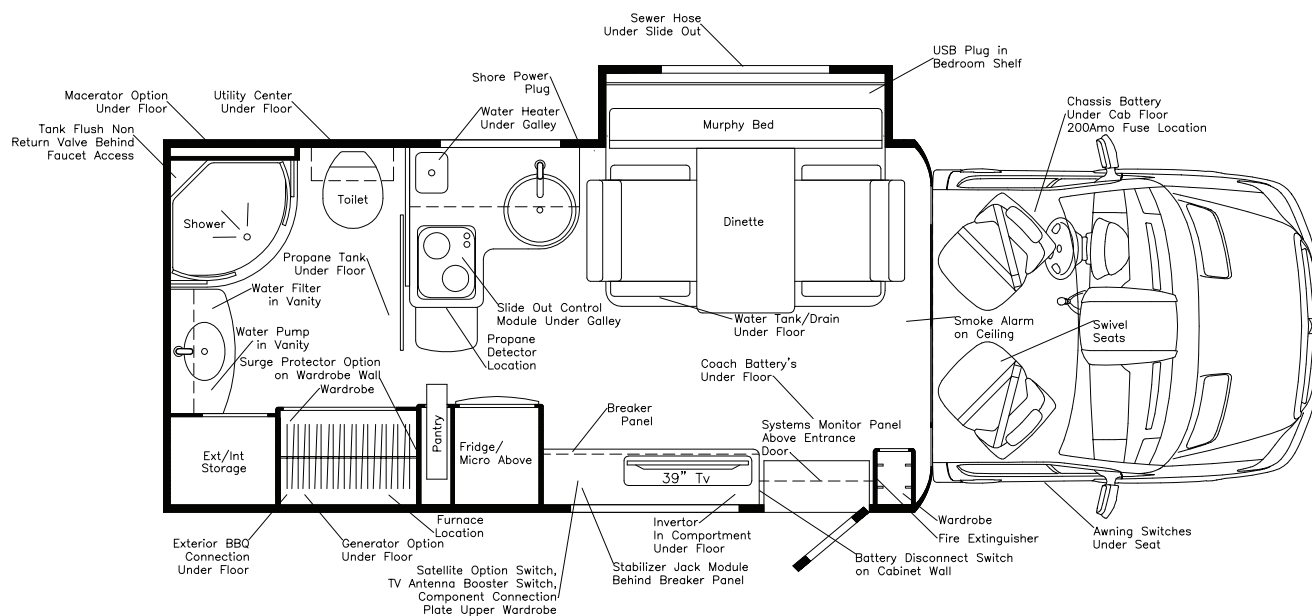 Sewer Hose
Under Slide Out
USB Plug in
Bedroom Shelf
Shore Power
Plug
Macerator Option
Under Floor
Utility Center
Under Floor
Water Heater
Under Galley
Chassis Battery
Under Cab Floor
200Amo Fuse Location
Tank Flush Non
Return Valve Behind
Faucet Access
Murphy Bed
Toilet
Shower
Dinette
Propane Tank
Under Floor
Water Filter
in Vanity
Slide Out Control
Module Under Galley
Water Tank/Drain
Under Floor
Smoke Alarm
on Ceiling
Swivel
Seats
Water Pump
in Vanity
Propane
Detector
Location
Surge Protector Option
on Wardrobe Wall
Wardrobe
Coach Battery's
Under Floor
Breaker
Panel
Systems Monitor Panel
Above Entrance
Door
Pantry
Ext/Int
Storage
Fridge/
Micro Above
39" Tv
Exterior BBQ
Connection
Under Floor
Generator Option
Under Floor
Furnace
Location
Invertor
In Compartment
Under Floor
Wardrobe
Fire Extinguisher
Awning Switches
Under Seat
Battery Disconnect Switch
on Cabinet Wall
Stabilizer Jack Module
Behind Breaker Panel
Satellite Option Switch,
TV Antenna Booster Switch,
Component Connection
Plate Upper Wardrobe